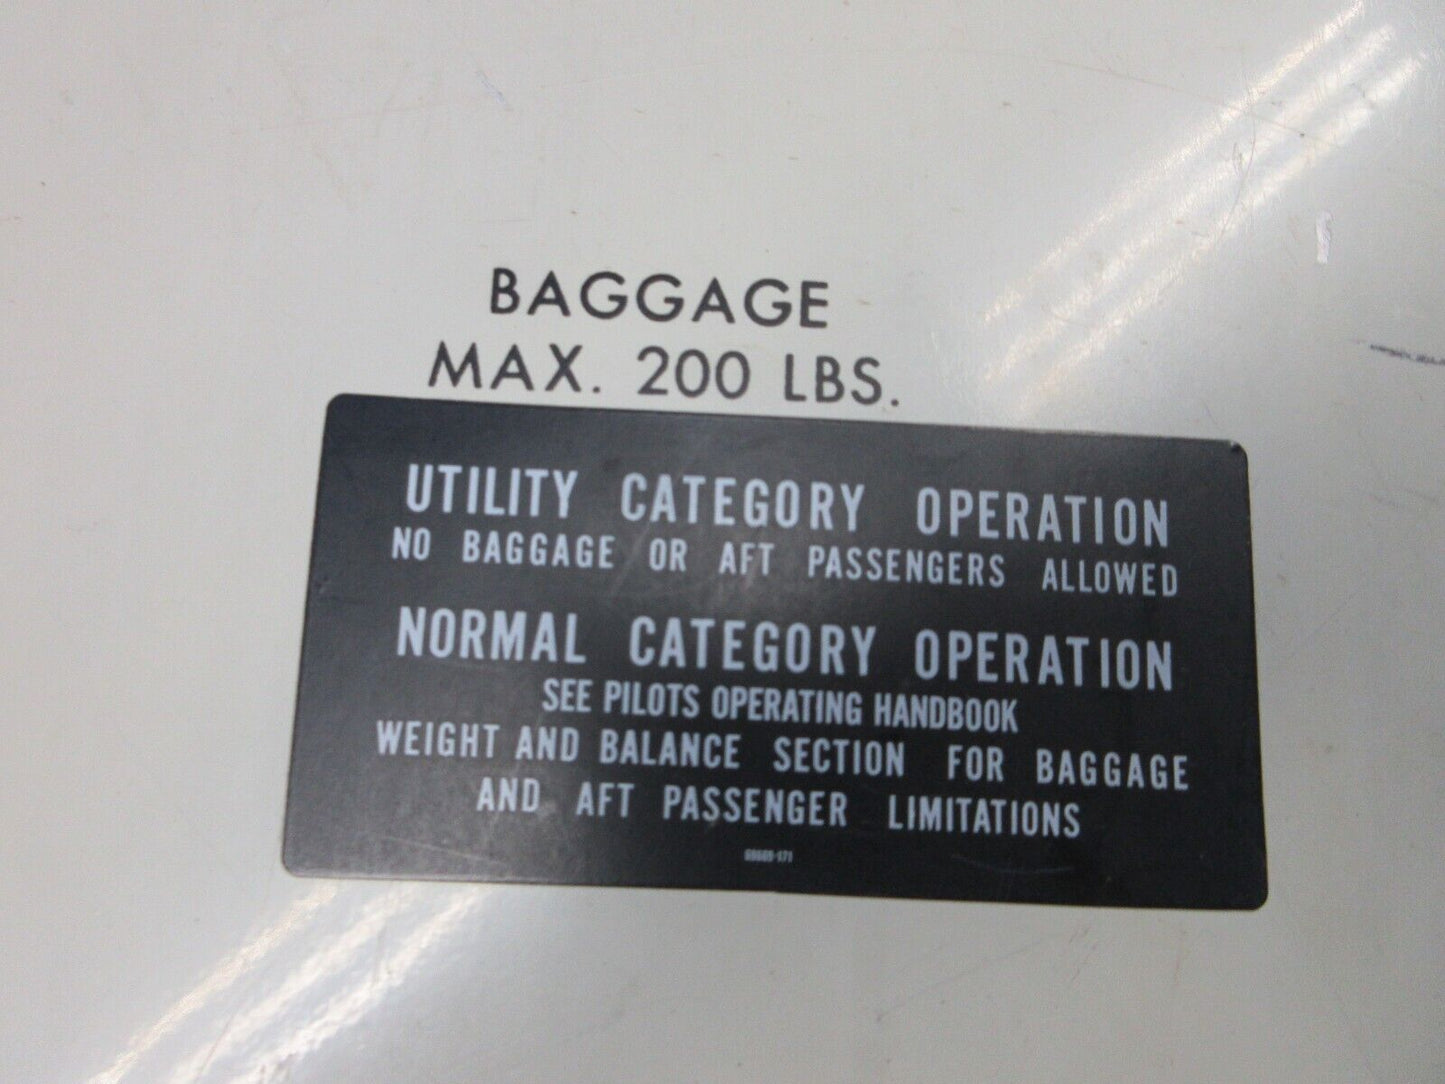 BAGGAGE
MAX. 200 LBS.
UTILITY CATEGORY OPERATION
NO BAGGAGE OR AFT PASSENGERS ALLOWED
NORMAL CATEGORY OPERATION
SEE PILOTS OPERATING HANDBOOK
WEIGHT AND BALANCE SECTION FOR BAGGAGE
AND AFT PASSENGER LIMITATIONS